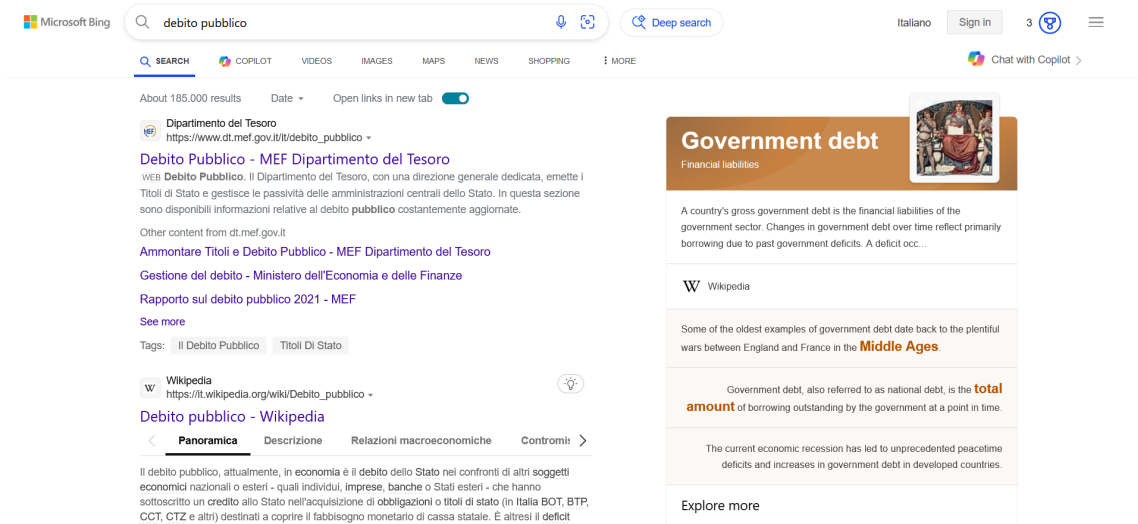 Microsoft Bing
debito pubblico
Deep search
Italiano
Sign in
3
SEARCH
COPILOT
VIDEOS
IMAGES
MAPS
NEWS
SHOPPING
MORE
Chat with Copilot
About 185.000 results
Date
Open links in new tab
MEF
Dipartimento del Tesoro
https://www.dt.mef.gov.it/it/debito_pubblico
Debito Pubblico - MEF Dipartimento del Tesoro
WEB Debito Pubblico. Il Dipartimento del Tesoro, con una direzione generale dedicata, emette i
Titoli di Stato e gestisce le passività delle amministrazioni centrali dello Stato. In questa sezione
sono disponibili informazioni relative al debito pubblico costantemente aggiornate.
Other content from dt.mef.gov.it
Ammontare Titoli e Debito Pubblico - MEF Dipartimento del Tesoro
Gestione del debito - Ministero dell'Economia e delle Finanze
Rapporto sul debito pubblico 2021 - MEF
See more
Tags:
Il Debito Pubblico
Titoli Di Stato
W
Wikipedia
https://it.wikipedia.org/wiki/Debito_pubblico
Debito pubblico - Wikipedia
Panoramica
Descrizione
Relazioni macroeconomiche
Contromis
Il debito pubblico, attualmente, in economia è il debito dello Stato nei confronti di altri soggetti
economici nazionali o esteri - quali individui, imprese, banche o Stati esteri - che hanno
sottoscritto un credito allo Stato nell'acquisizione di obbligazioni o titoli di stato (in Italia BOT, BTP,
CCT, CTZ e altri) destinati a coprire il fabbisogno monetario di cassa statale. È altresì il deficit
Government debt
Financial liabilities
A country's gross government debt is the financial liabilities of the
government sector. Changes in government debt over time reflect primarily
borrowing due to past government deficits. A deficit occ...
W Wikipedia
Some of the oldest examples of government debt date back to the plentiful
wars between England and France in the Middle Ages.
Government debt, also referred to as national debt, is the total
amount of borrowing outstanding by the government at a point in time.
The current economic recession has led to unprecedented peacetime
deficits and increases in government debt in developed countries.
Explore more